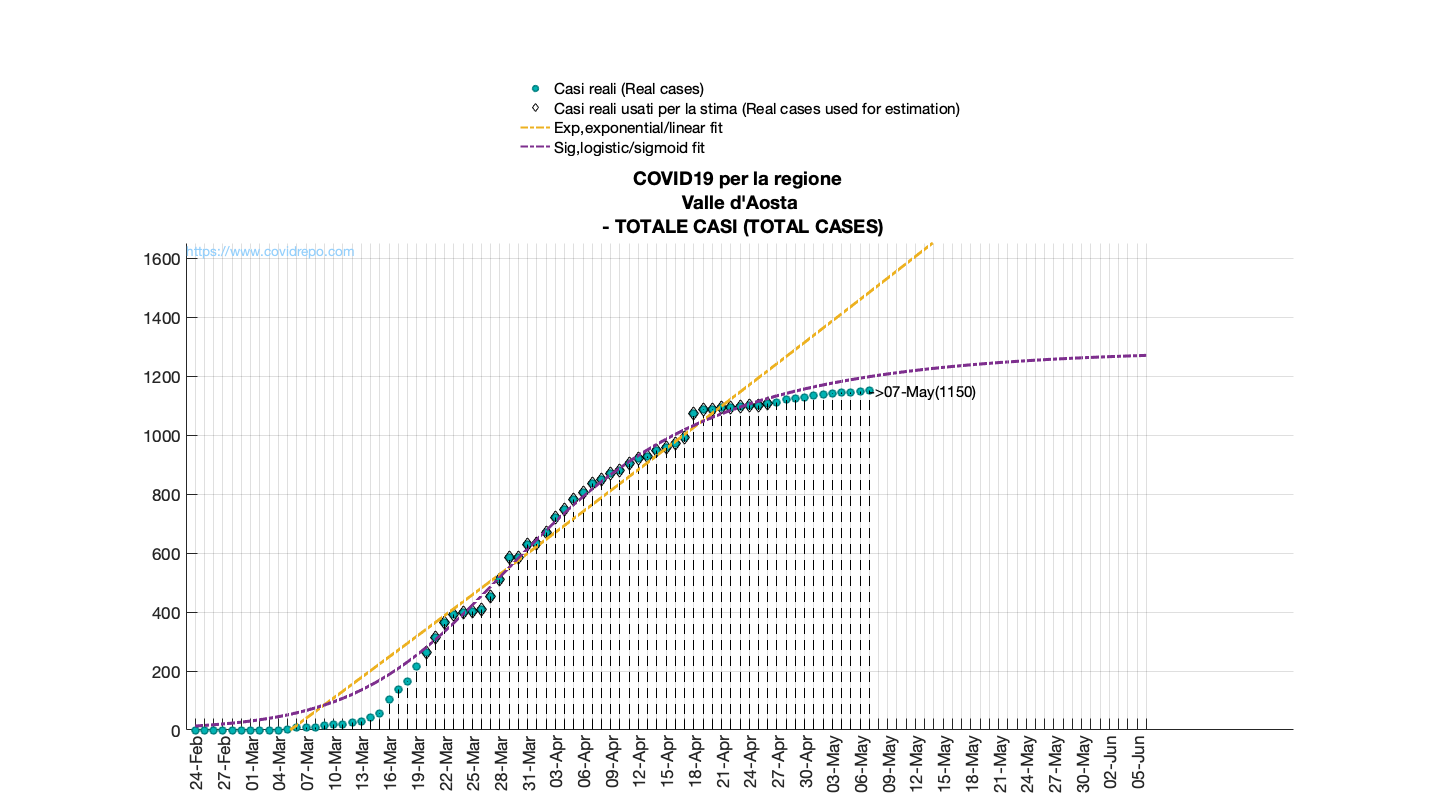 Casi reali (Real cases)
Casi reali usati per la stima (Real cases used for estimation)
Exp,exponential/linear fit
Sig,logistic/sigmoid fit
COVID19 per la regione
Valle d'Aosta
- TOTALE CASI (TOTAL CASES)
https://www.covidrepo.com
1600
1400
1200
1000
800
600
400
200
0
->07-May(1150)
24-Feb
27-Feb
01-Mar
04-Mar
07-Mar
10-Mar
13-Mar
16-Mar
19-Mar
22-Mar
25-Mar
28-Mar
31-Mar
03-Apr
06-Apr
09-Apr
12-Apr
15-Apr
18-Apr
21-Apr
24-Apr
27-Apr
30-Apr
03-May
06-May
09-May
12-May
15-May
18-May
21-May
24-May
27-May
30-May
02-Jun
05-Jun